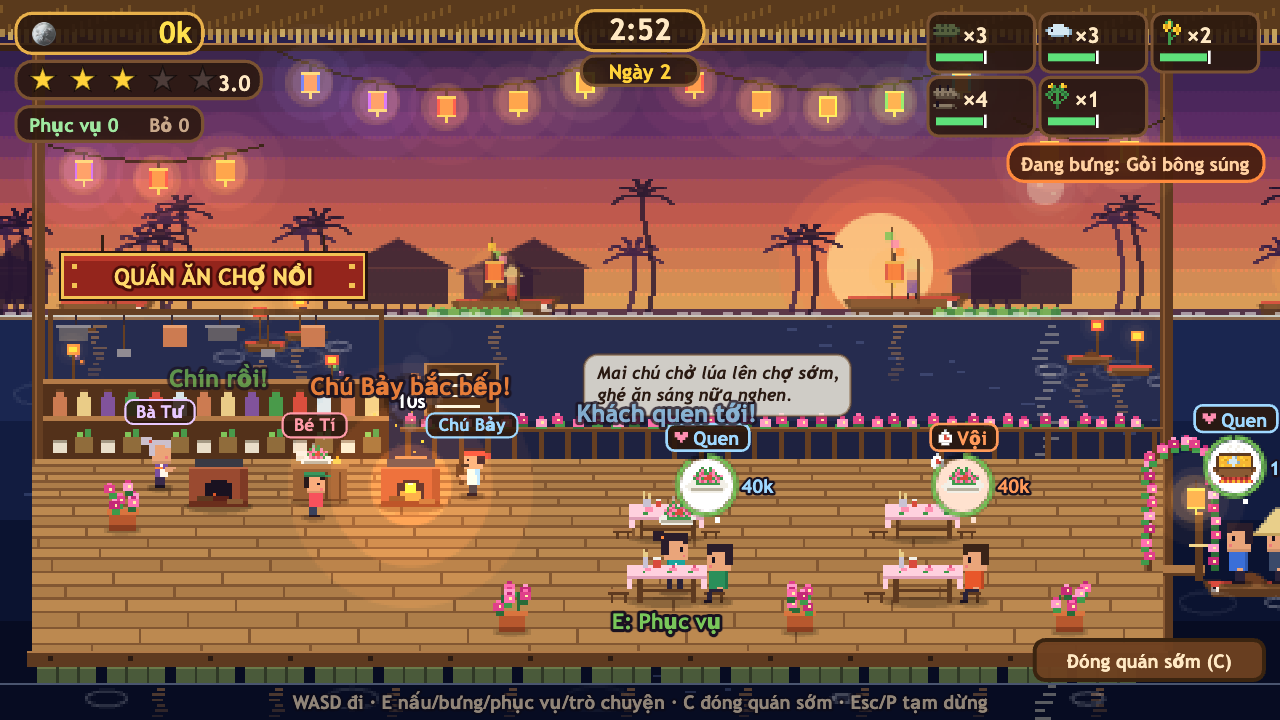 0k
2:52
Ngày 2
3.0
Phục vụ 0 Bỏ 0
×3
×3
×2
×4
×1
Đang bưng: Gỏi bông súng
QUÁN ĂN CHỢ NỔI
Mai chú chở lúa lên chợ sớm,
ghé ăn sáng nữa nghen.
Chín rồi!
Chú Bảy bắc bếp!
10s
Khách quen tới!
Bà Tư
Bé Tí
Chú Bảy
Quen
Vội
Quen
40k
40k
1
E: Phục vụ
Đóng quán sớm (C)
WASD đi · E nấu/bưng/phục vụ/trò chuyện · C đóng quán sớm · Esc/P tạm dừng